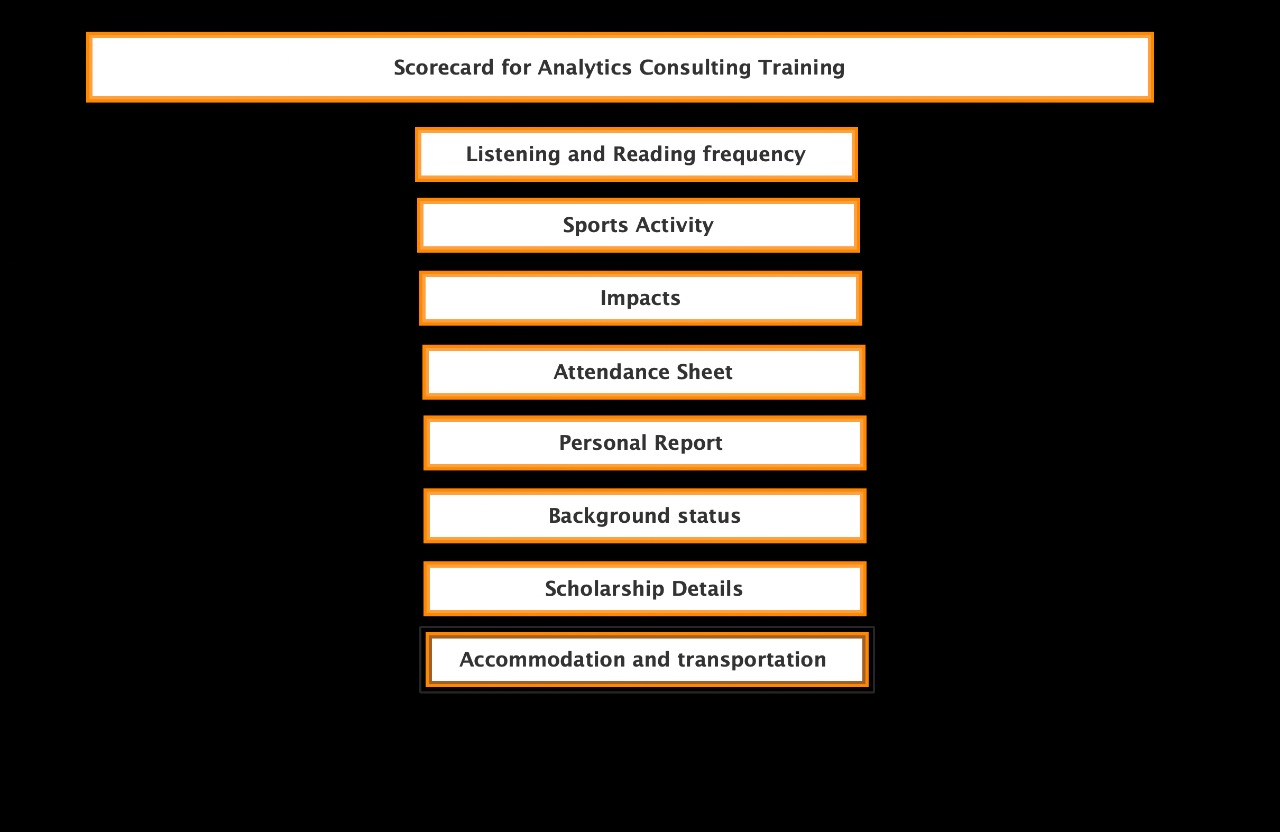 Scorecard for Analytics Consulting Training
Listening and Reading frequency
Sports Activity
Impacts
Attendance Sheet
Personal Report
Background status
Scholarship Details
Accommodation and transportation